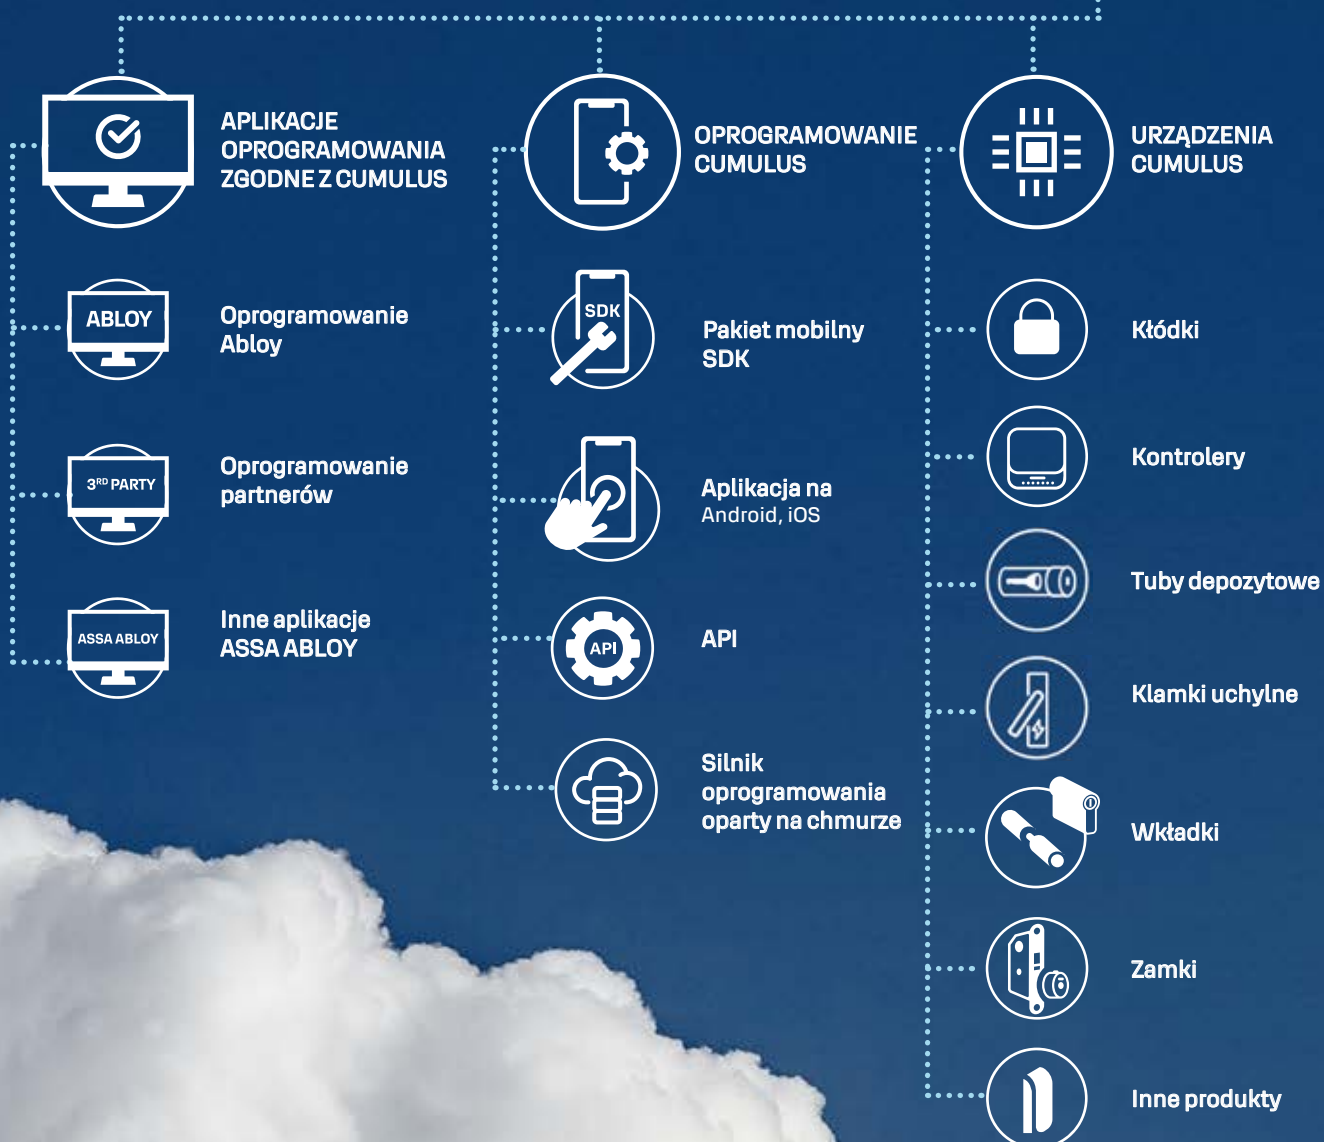 APLIKACJE
OPROGRAMOWANIA
ZGODNE Z CUMULUS
ABLOY
Oprogramowanie
Abloy
3RD PARTY
Oprogramowanie
partnerów
ASSA ABLOY
Inne aplikacje
ASSA ABLOY
OPROGRAMOWANIE
CUMULUS
SDK
Pakiet mobilny
SDK
Aplikacja na
Android, iOS
API
API
Silnik
oprogramowania
oparty na chmurze
URZĄDZENIA
CUMULUS
Kłódki
Kontrolery
Tuby depozytowe
Klamki uchylne
Wkładki
Zamki
Inne produkty